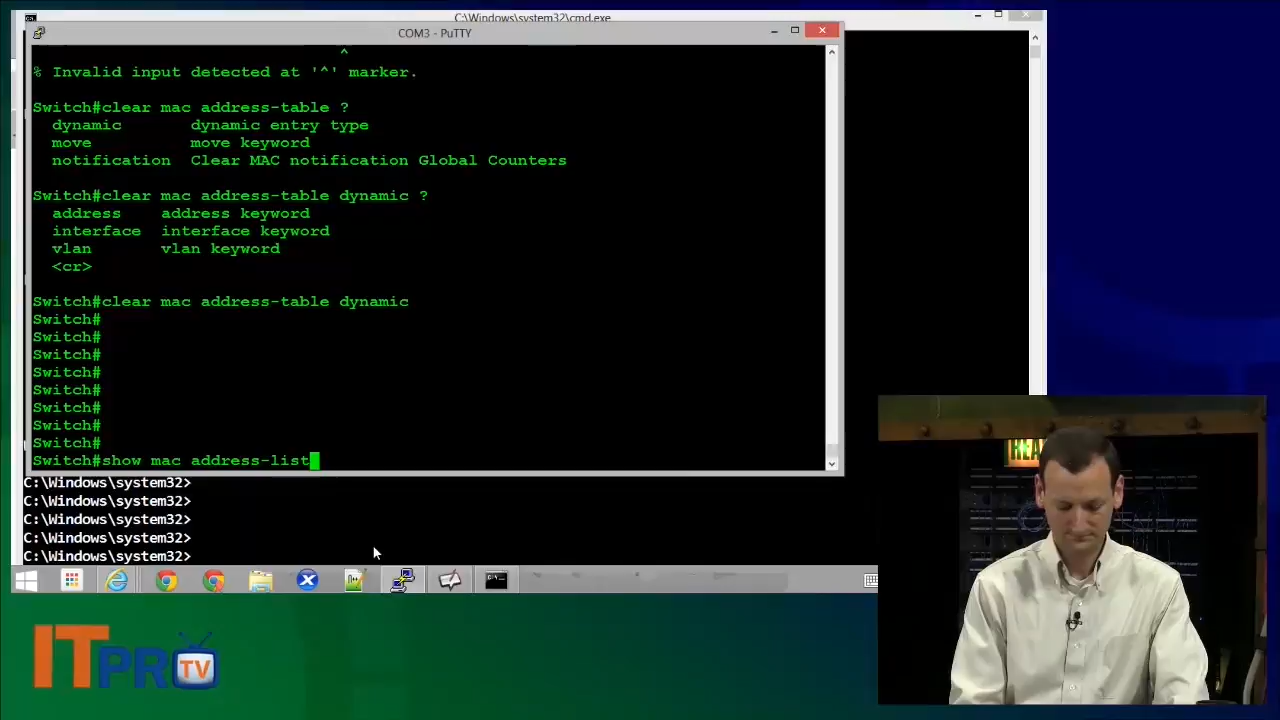 C:\Windows\system32\cmd.exe
COM3 - PuTTY
^
% Invalid input detected at '^' marker.
Switch#clear mac address-table ?
dynamic dynamic entry type
move move keyword
notification Clear MAC notification Global Counters
Switch#clear mac address-table dynamic ?
address address keyword
interface interface keyword
vlan vlan keyword
<cr>
Switch#clear mac address-table dynamic
Switch#
Switch#
Switch#
Switch#
Switch#
Switch#
Switch#
Switch#
Switch#show mac address-list
C:\Windows\system32>
C:\Windows\system32>
C:\Windows\system32>
C:\Windows\system32>
C:\Windows\system32>
ITPRO
TV